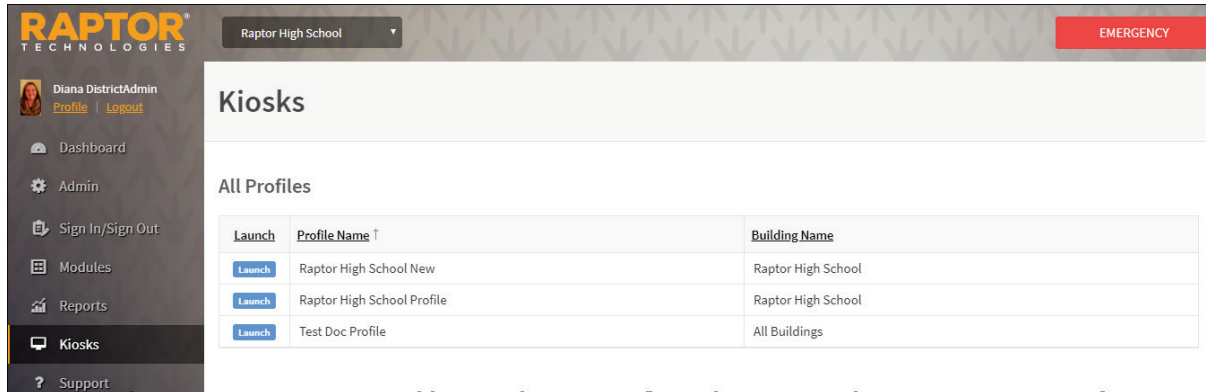 RAPTOR®
TECHNOLOGIES
Raptor High School
EMERGENCY
Diana DistrictAdmin
Profile | Logout
Kiosks
Dashboard
Admin
Sign In/Sign Out
Modules
Reports
Kiosks
Support
All Profiles
Launch Profile Name ↑ Building Name
Launch Raptor High School New Raptor High School
Launch Raptor High School Profile Raptor High School
Launch Test Doc Profile All Buildings